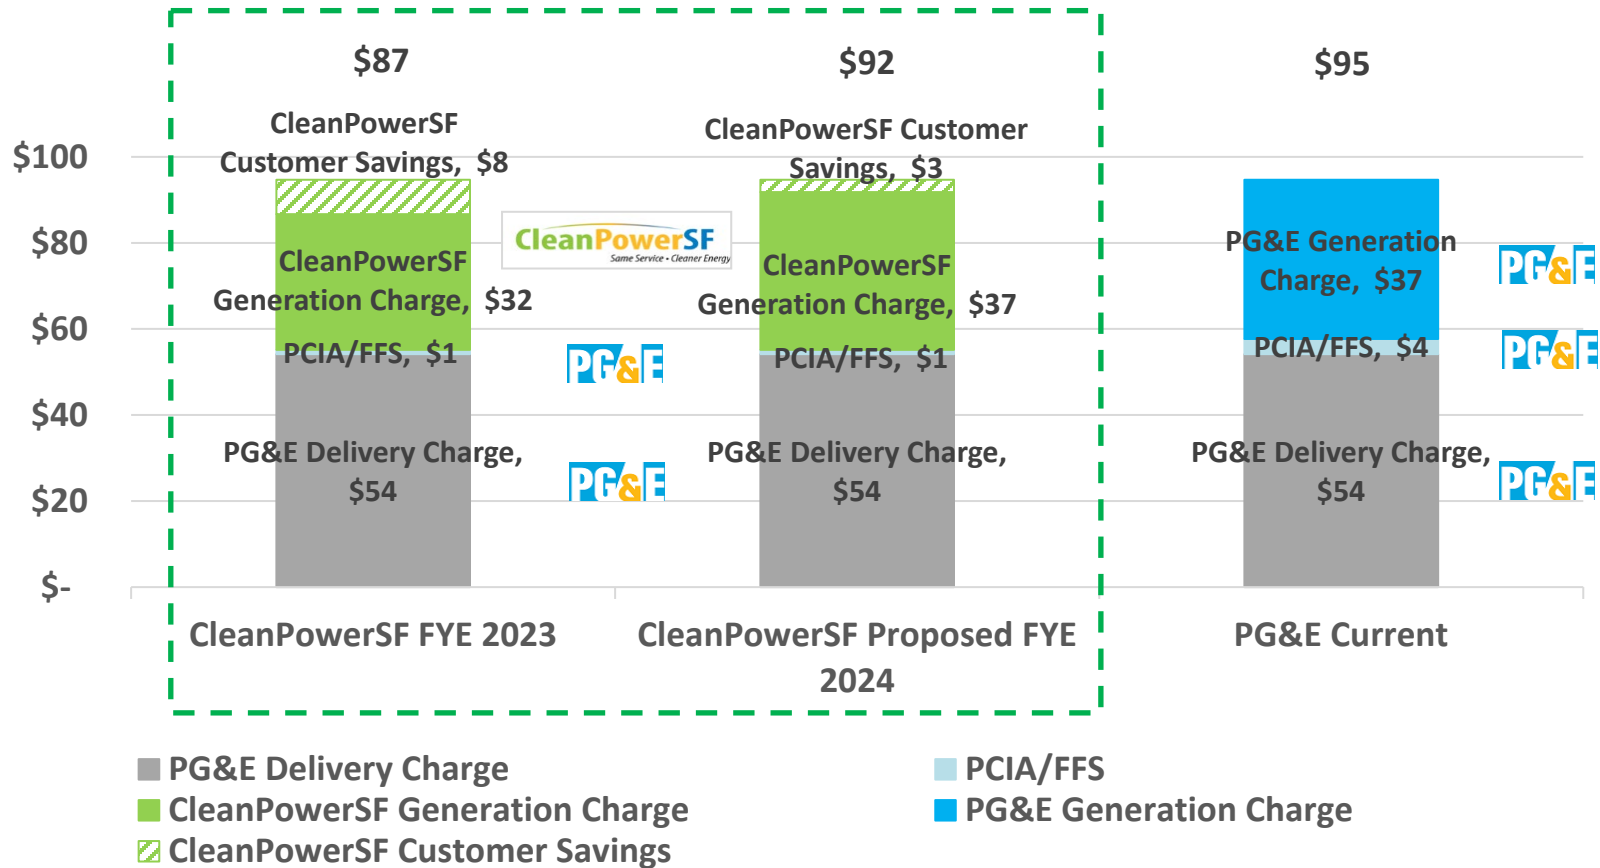 $87
$92
$95
CleanPowerSF
Customer Savings, $8
CleanPowerSF Customer
Savings, $3
$100
$80
$60
$40
$20
$-
CleanPowerSF
Same Service • Cleaner Energy
CleanPowerSF
Generation Charge, $32
CleanPowerSF
Generation Charge, $37
PG&E Generation
Charge, $37
PG&E
PCIA/FFS, $1
PG&E
PCIA/FFS, $1
PCIA/FFS, $4
PG&E
PG&E Delivery Charge,
$54
PG&E
PG&E Delivery Charge,
$54
PG&E Delivery Charge,
$54
PG&E
CleanPowerSF FYE 2023
CleanPowerSF Proposed FYE
2024
PG&E Current
PG&E Delivery Charge
PCIA/FFS
CleanPowerSF Generation Charge
PG&E Generation Charge
CleanPowerSF Customer Savings